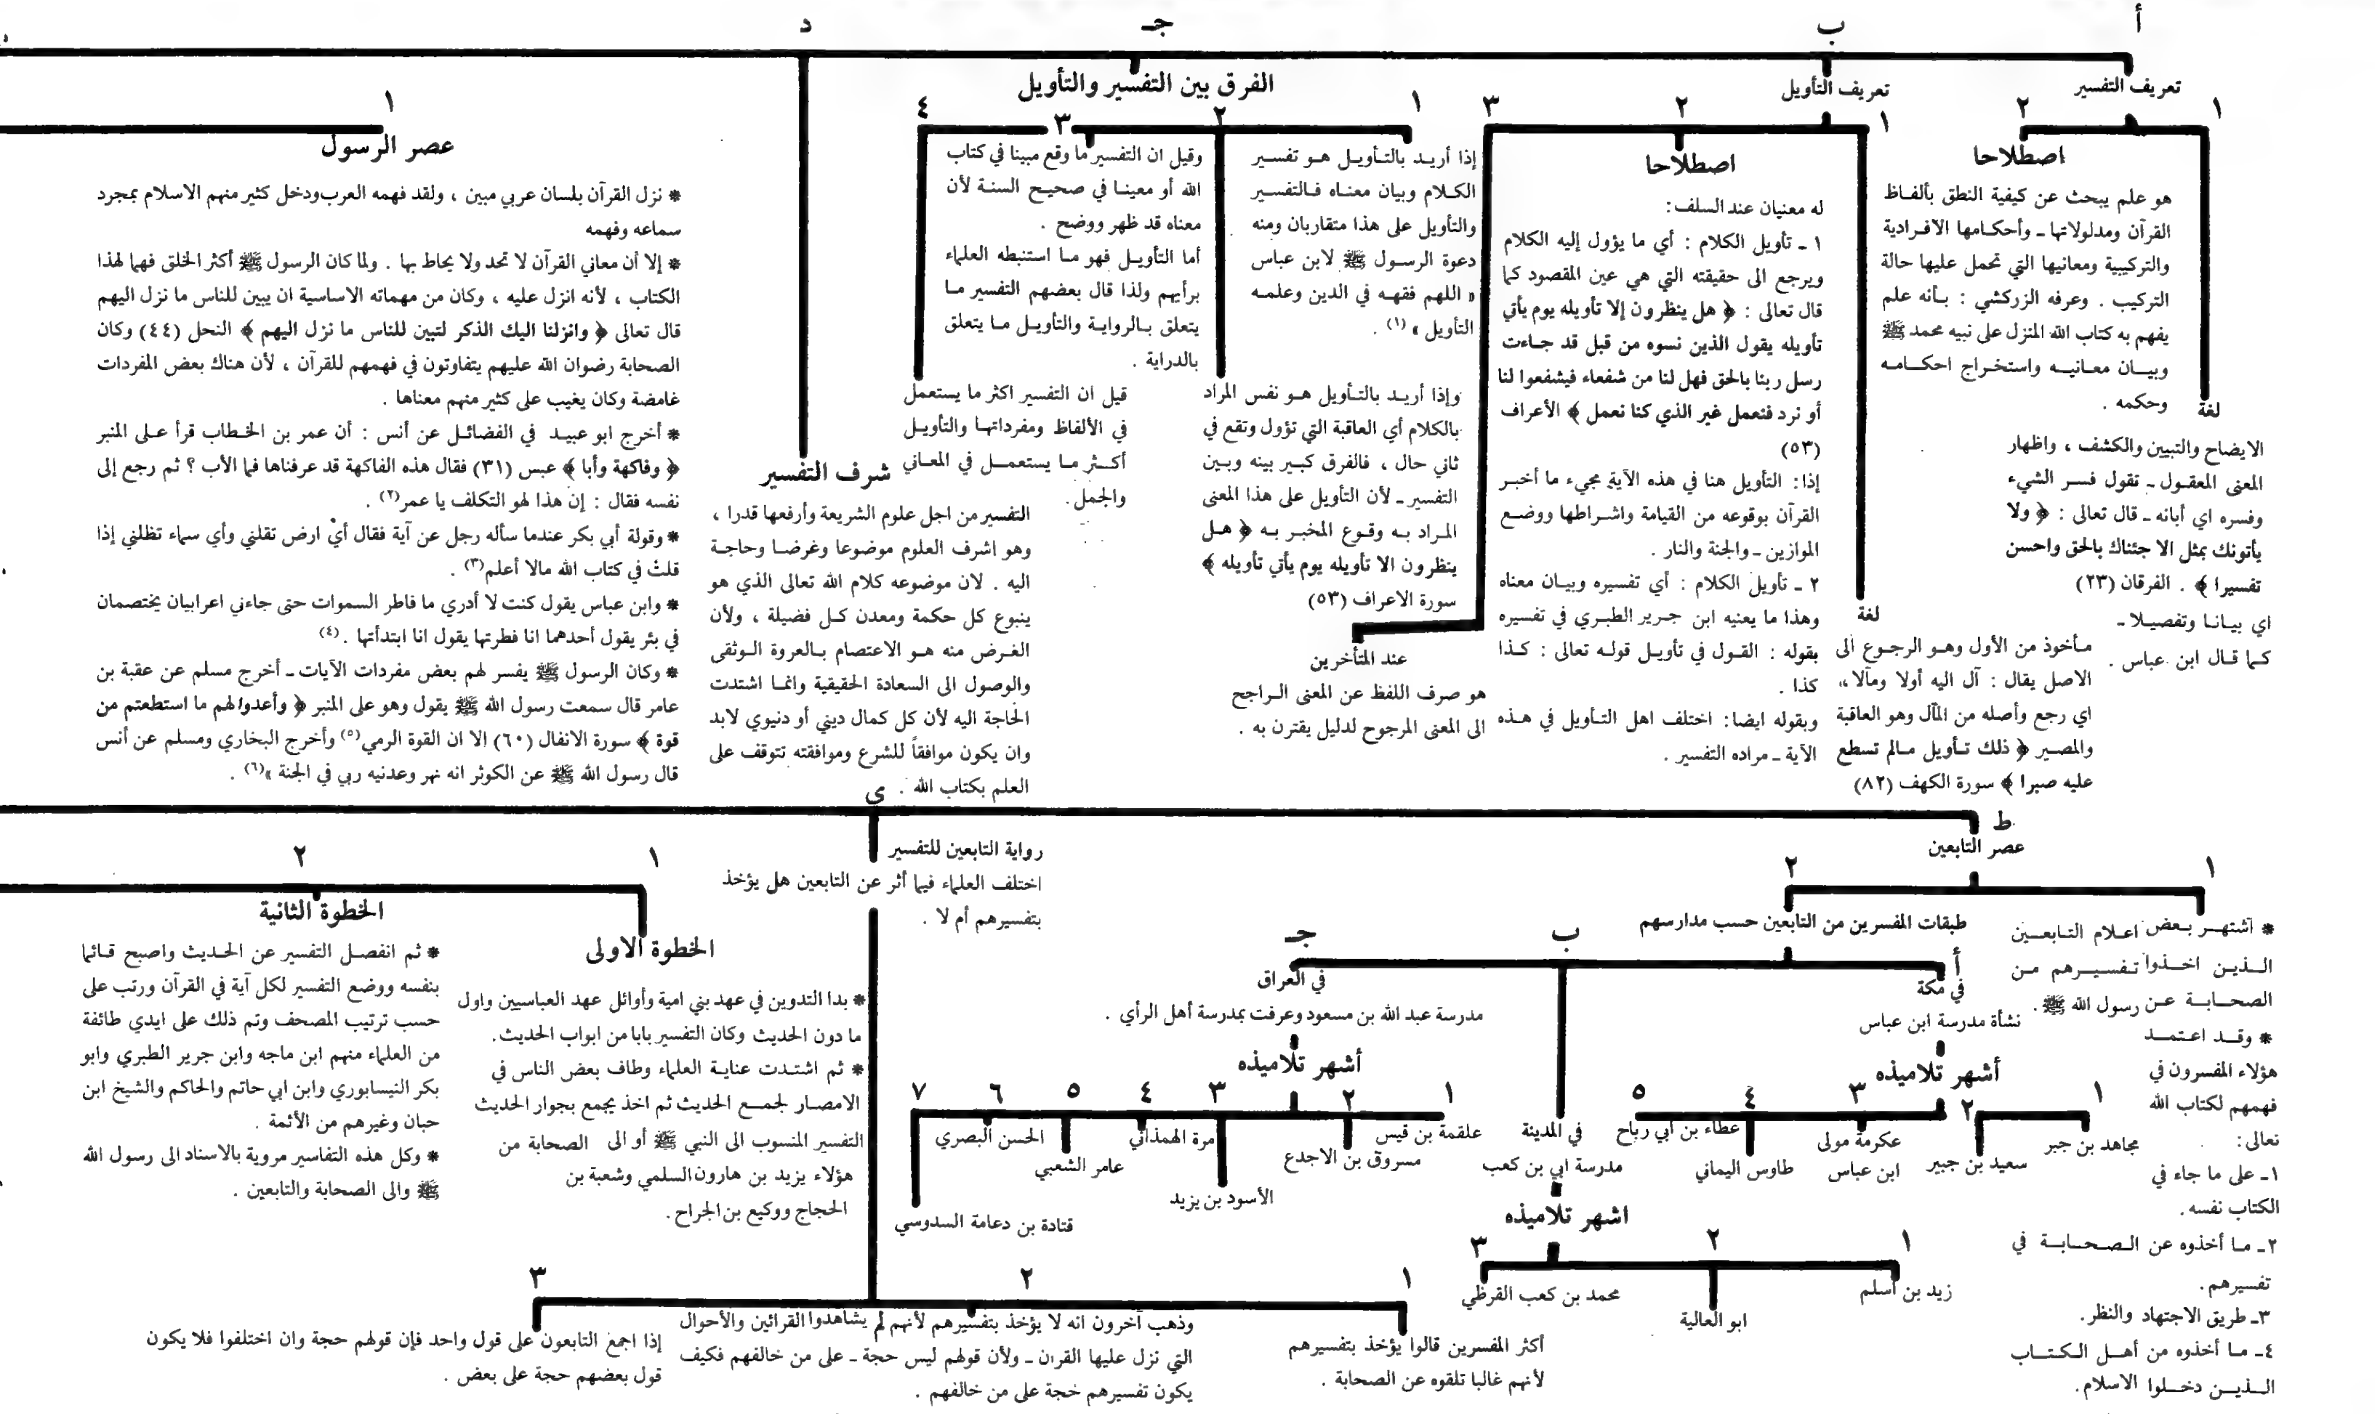 أ
تعريف التفسير
١
لغة
الايضاح والتبيين والكشف ، واظهار
المعنى المعقول ـ تقول فسر الشيء
وفسره اي أبانه ـ قال تعالى : ﴿ ولا
يأتونك بمثل الا جئناك بالحق واحسن
تفسيرا ﴾ . الفرقان (٢٣)
اي بيانا وتفصيلا ـ
كما قال ابن عباس .
٢
اصطلاحا
هو علم يبحث عن كيفية النطق بألفاظ
القرآن ومدلولاتها ـ وأحكامها الافرادية
والتركيبية ومعانيها التي تحمل عليها حالة
التركيب . وعرفه الزركشي : بأنه علم
يفهم به كتاب الله المنزل على نبيه محمد ﷺ
وبيان معانيه واستخراج احكامه
وحكمه .
ب
تعريف التأويل
١
لغة
مأخوذ من الأول وهو الرجوع الى
الاصل يقال : آل اليه أولا ومآلا،
اي رجع وأصله من المآل وهو العاقبة
والمصير ﴿ ذلك تأويل مالم تسطع
عليه صبرا ﴾ سورة الكهف (٨٢)
٢
اصطلاحا
له معنيان عند السلف:
١ ـ تأويل الكلام : أي ما يؤول إليه الكلام
ويرجع الى حقيقته التي هي عين المقصود كما
قال تعالى : ﴿ هل ينظرون إلا تأويله يوم يأتي
تأويله يقول الذين نسوه من قبل قد جاءت
رسل ربنا بالحق فهل لنا من شفعاء فيشفعوا لنا
أو نرد فنعمل غير الذي كنا نعمل ﴾ الأعراف
(٥٣)
إذا: التأويل هنا في هذه الآية مجيء ما أخبر
القرآن بوقوعه من القيامة واشراطها ووضع
الموازين ـ والجنة والنار .
٢ ـ تأويل الكلام : أي تفسيره وبيان معناه
وهذا ما يعنيه ابن جرير الطبري في تفسيره
بقوله : القول في تأويل قوله تعالى : كذا
كذا .
وبقوله ايضا: اختلف اهل التأويل في هذه
الآية ـ مراده التفسير .
٣
عند المتأخرين
هو صرف اللفظ عن المعنى الراجح
الى المعنى المرجوح لدليل يقترن به .
جـ
الفرق بين التفسير والتأويل
١
إذا أريد بالتأويل هو تفسير
الكلام وبيان معناه فالتفسير
والتأويل على هذا متقاربان ومنه
دعوة الرسول ﷺ لابن عباس
« اللهم فقهه في الدين وعلمه
التأويل » (١) .
٢
وإذا أريد بالتأويل هو نفس المراد
بالكلام أي العاقبة التي تؤول وتقع في
ثاني حال ، فالفرق كبير بينه وبين
التفسير ـ لأن التأويل على هذا المعنى
المراد به وقوع المخبر به ﴿ هل
ينظرون الا تأويله يوم يأتي تأويله ﴾
سورة الاعراف (٥٣)
٣
وقيل ان التفسير ما وقع مبينا في كتاب
الله أو معينا في صحيح السنة لأن
معناه قد ظهر ووضح .
أما التأويل فهو ما استنبطه العلماء
برأيهم ولذا قال بعضهم التفسير ما
يتعلق بالرواية والتأويل ما يتعلق
بالدراية .
٤
قيل ان التفسير اكثر ما يستعمل
في الألفاظ ومفرداتها والتأويل
أكثر ما يستعمل في المعاني
والجمل.
د
شرف التفسير
التفسير من اجل علوم الشريعة وأرفعها قدرا ،
وهو اشرف العلوم موضوعا وغرضا وحاجة
اليه . لان موضوعه كلام الله تعالى الذي هو
ينبوع كل حكمة ومعدن كل فضيلة ، ولأن
الغرض منه هو الاعتصام بالعروة الوثقى
والوصول الى السعادة الحقيقية وانما اشتدت
الحاجة اليه لأن كل كمال ديني أو دنيوي لابد
وان يكون موافقاً للشرع وموافقته تتوقف على
العلم بكتاب الله .
١
عصر الرسول
* نزل القرآن بلسان عربي مبين ، ولقد فهمه العرب ودخل كثير منهم الاسلام بمجرد
سماعه وفهمه
* إلا أن معاني القرآن لا تحد ولا يحاط بها . ولما كان الرسول ﷺ أكثر الخلق فهما لهذا
الكتاب ، لأنه انزل عليه ، وكان من مهماته الاساسية ان يبين للناس ما نزل اليهم
قال تعالى ﴿ وانزلنا اليك الذكر لتبين للناس ما نزل اليهم ﴾ النحل (٤٤) وكان
الصحابة رضوان الله عليهم يتفاوتون في فهمهم للقرآن ، لأن هناك بعض المفردات
غامضة وكان يغيب على كثير منهم معناها .
* أخرج ابو عبيد في الفضائل عن أنس : أن عمر بن الخطاب قرأ على المنبر
﴿ وفاكهة وأبا ﴾ عبس (٣١) فقال هذه الفاكهة قد عرفناها فما الأب ؟ ثم رجع إلى
نفسه فقال : إن هذا لهو التكلف يا عمر(٢) .
* وقولة أبي بكر عندما سأله رجل عن آية فقال أي ارض تقلني وأي سماء تظلني إذا
قلت في كتاب الله مالا أعلم(٣) .
* وابن عباس يقول كنت لا أدري ما فاطر السموات حتى جاءني اعرابيان يختصمان
في بئر يقول أحدهما انا فطرتها يقول انا ابتدأتها .(٤)
* وكان الرسول ﷺ يفسر لهم بعض مفردات الآيات ـ أخرج مسلم عن عقبة بن
عامر قال سمعت رسول الله ﷺ يقول وهو على المنبر ﴿ وأعدوا لهم ما استطعتم من
قوة ﴾ سورة الانفال (٦٠) إلا ان القوة الرمي(٥) وأخرج البخاري ومسلم عن أنس
قال رسول الله ﷺ عن الكوثر انه نهر وعدنيه ربي في الجنة »(٦) .
ط
عصر التابعين
١
* اشتهر بعض اعلام التابعين
الذين اخذوا تفسيرهم من
الصحابة عن رسول الله ﷺ .
* وقد اعتمد
هؤلاء المفسرون في
فهمهم لكتاب الله
تعالى:
١ـ على ما جاء في
الكتاب نفسه.
٢ـ ما أخذوه عن الصحابة في
تفسيرهم.
٣ـ طريق الاجتهاد والنظر.
٤ـ ما أخذوه من أهل الكتاب
الذين دخلوا الاسلام.
٢
طبقات المفسرين من التابعين حسب مدارسهم
أ
في مكة
نشأة مدرسة ابن عباس
أشهر تلاميذه
١
مجاهد بن جبر
٢
سعيد بن جبير
٣
عكرمة مولى
ابن عباس
٤
طاوس اليماني
٥
عطاء بن ابي رباح
ب
في المدينة
مدرسة ابي بن كعب
اشهر تلاميذه
١
زيد بن اسلم
٢
ابو العالية
٣
محمد بن كعب القرظي
جـ
في العراق
مدرسة عبد الله بن مسعود وعرفت بمدرسة أهل الرأي .
أشهر تلاميذه
١
علقمة بن قيس
٢
مسروق بن الاجدع
٣
الأسود بن يزيد
٤
مرة الهمذاني
٥
عامر الشعبي
٦
الحسن البصري
٧
قتادة بن دعامة السدوسي
ى
رواية التابعين للتفسير
اختلف العلماء فيما أثر عن التابعين هل يؤخذ
بتفسيرهم أم لا .
١
أكثر المفسرين قالوا يؤخذ بتفسيرهم
لأنهم غالبا تلقوه عن الصحابة .
٢
وذهب آخرون انه لا يؤخذ بتفسيرهم لأنهم لم يشاهدوا القرائين والأحوال
التي نزل عليها القران ـ ولأن قولهم ليس حجة ـ على من خالفهم فكيف
يكون تفسيرهم حجة على من خالفهم .
٣
إذا اجمع التابعون على قول واحد فإن قولهم حجة وان اختلفوا فلا يكون
قول بعضهم حجة على بعض .
١
الخطوة الاولى
* بدا التدوين في عهد بني امية وأوائل عهد العباسيين واول
ما دون الحديث وكان التفسير بابا من ابواب الحديث.
* ثم اشتدت عناية العلماء وطاف بعض الناس في
الامصار لجمع الحديث ثم اخذ يجمع بجوار الحديث
التفسير المنسوب الى النبي ﷺ أو الى الصحابة من
هؤلاء يزيد بن هارون السلمي وشعبة بن
الحجاج ووكيع بن الجراح.
٢
الخطوة الثانية
* ثم انفصل التفسير عن الحديث واصبح قائما
بنفسه ووضع التفسير لكل آية في القرآن ورتب على
حسب ترتيب المصحف وتم ذلك على ايدي طائفة
من العلماء منهم ابن ماجه وابن جرير الطبري وابو
بكر النيسابوري وابن ابي حاتم والحاكم والشيخ ابن
حبان وغيرهم من الأئمة .
* وكل هذه التفاسير مروية بالاسناد الى رسول الله
ﷺ والى الصحابة والتابعين .